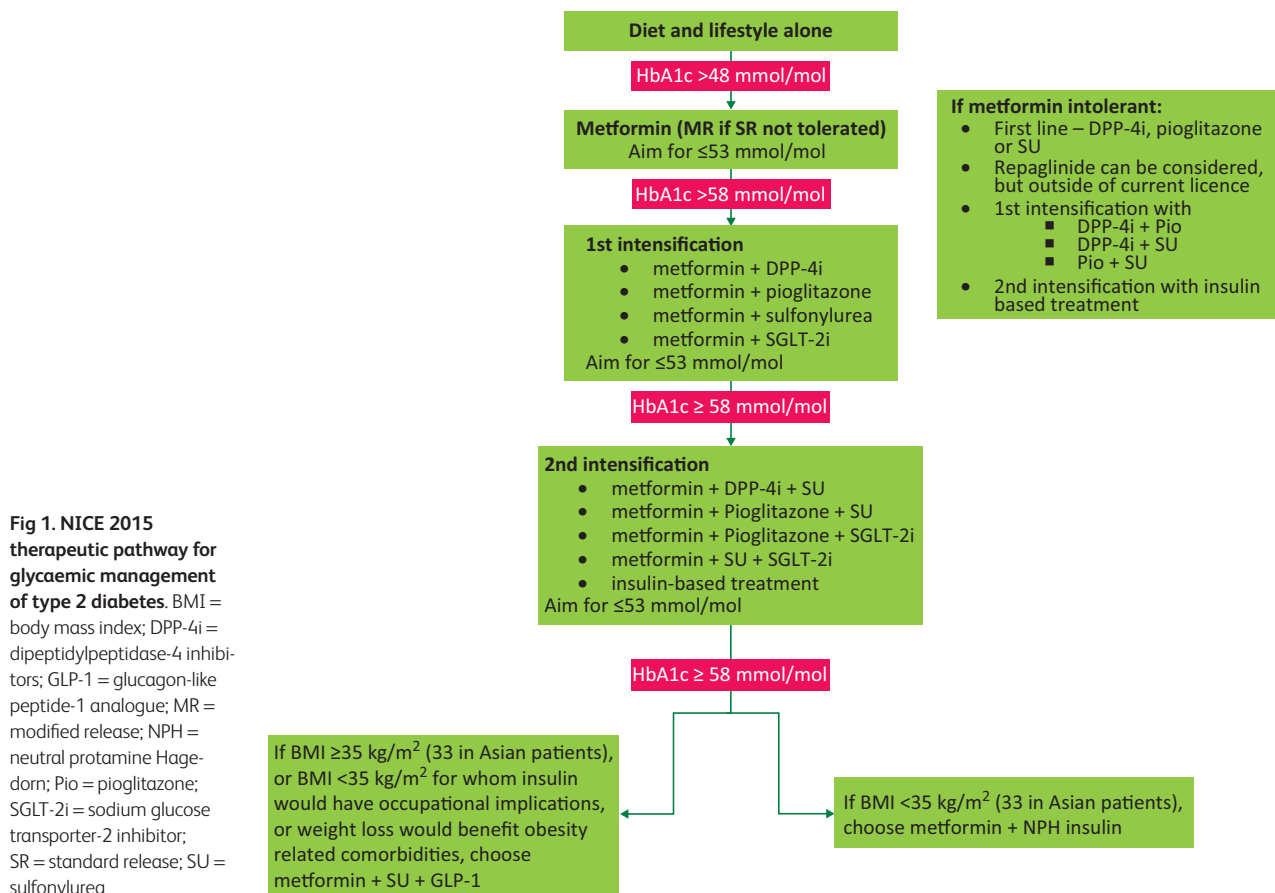 Diet and lifestyle alone
HbA1c >48 mmol/mol
Metformin (MR if SR not tolerated)
Aim for ≤53 mmol/mol
HbA1c >58 mmol/mol
1st intensification
• metformin + DPP-4i
• metformin + pioglitazone
• metformin + sulfonylurea
• metformin + SGLT-2i
Aim for ≤53 mmol/mol
HbA1c ≥ 58 mmol/mol
2nd intensification
• metformin + DPP-4i + SU
• metformin + Pioglitazone + SU
• metformin + Pioglitazone + SGLT-2i
• metformin + SU + SGLT-2i
• insulin-based treatment
Aim for ≤53 mmol/mol
HbA1c ≥ 58 mmol/mol
If BMI ≥35 kg/m² (33 in Asian patients),
or BMI <35 kg/m² for whom insulin
would have occupational implications,
or weight loss would benefit obesity
related comorbidities, choose
metformin + SU + GLP-1
If BMI <35 kg/m² (33 in Asian patients),
choose metformin + NPH insulin
If metformin intolerant:
• First line – DPP-4i, pioglitazone
or SU
• Repaglinide can be considered,
but outside of current licence
• 1st intensification with
■ DPP-4i + Pio
■ DPP-4i + SU
■ Pio + SU
• 2nd intensification with insulin
based treatment
Fig 1. NICE 2015
therapeutic pathway for
glycaemic management
of type 2 diabetes. BMI =
body mass index; DPP-4i =
dipeptidylpeptidase-4 inhibi-
tors; GLP-1 = glucagon-like
peptide-1 analogue; MR =
modified release; NPH =
neutral protamine Hage-
dorn; Pio = pioglitazone;
SGLT-2i = sodium glucose
transporter-2 inhibitor;
SR = standard release; SU =
sulfonylurea